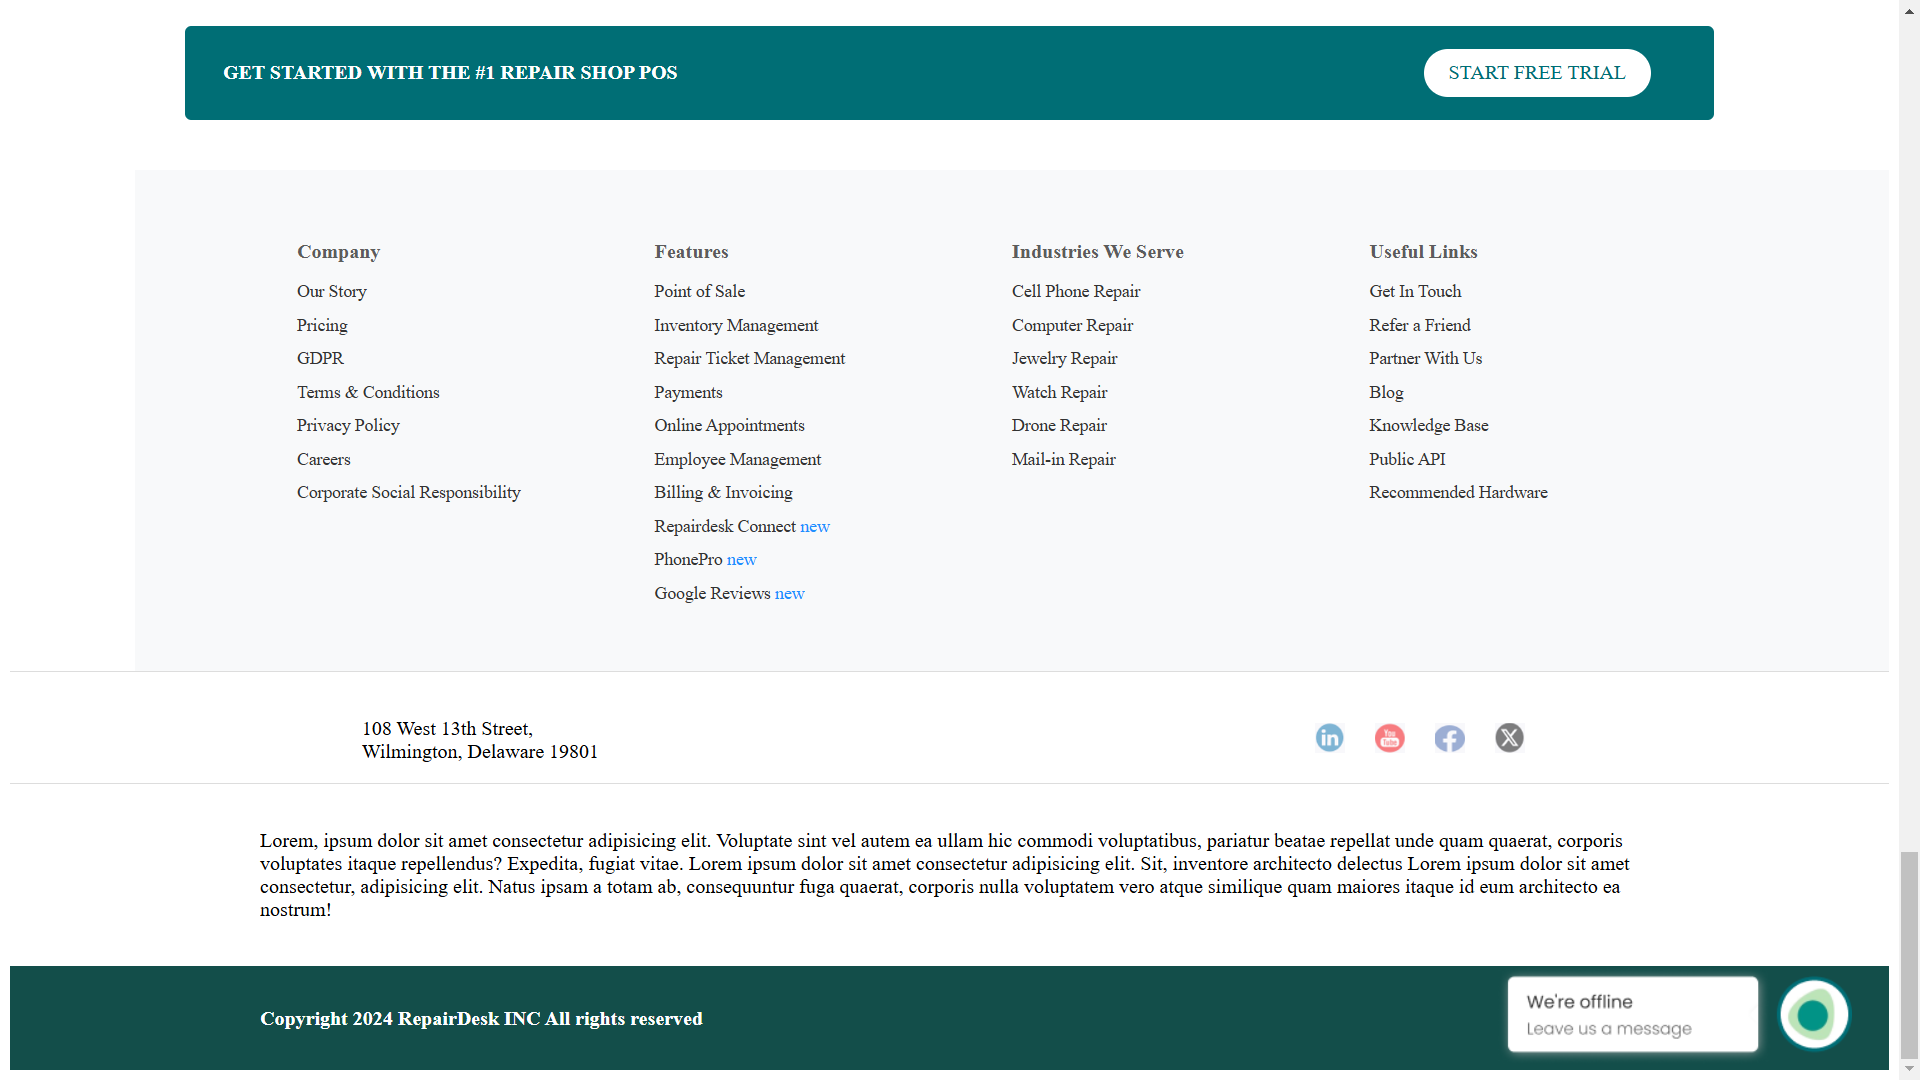 GET STARTED WITH THE #1 REPAIR SHOP POS
START FREE TRIAL
Company
Our Story
Pricing
GDPR
Terms & Conditions
Privacy Policy
Careers
Corporate Social Responsibility
Features
Point of Sale
Inventory Management
Repair Ticket Management
Payments
Online Appointments
Employee Management
Billing & Invoicing
Repairdesk Connect new
PhonePro new
Google Reviews new
Industries We Serve
Cell Phone Repair
Computer Repair
Jewelry Repair
Watch Repair
Drone Repair
Mail-in Repair
Useful Links
Get In Touch
Refer a Friend
Partner With Us
Blog
Knowledge Base
Public API
Recommended Hardware
108 West 13th Street,
Wilmington, Delaware 19801
in
You
Tube
f
X
Lorem, ipsum dolor sit amet consectetur adipisicing elit. Voluptate sint vel autem ea ullam hic commodi voluptatibus, pariatur beatae repellat unde quam quaerat, corporis
voluptates itaque repellendus? Expedita, fugiat vitae. Lorem ipsum dolor sit amet consectetur adipisicing elit. Sit, inventore architecto delectus Lorem ipsum dolor sit amet
consectetur, adipisicing elit. Natus ipsam a totam ab, consequuntur fuga quaerat, corporis nulla voluptatem vero atque similique quam maiores itaque id eum architecto ea
nostrum!
Copyright 2024 RepairDesk INC All rights reserved
We're offline
Leave us a message